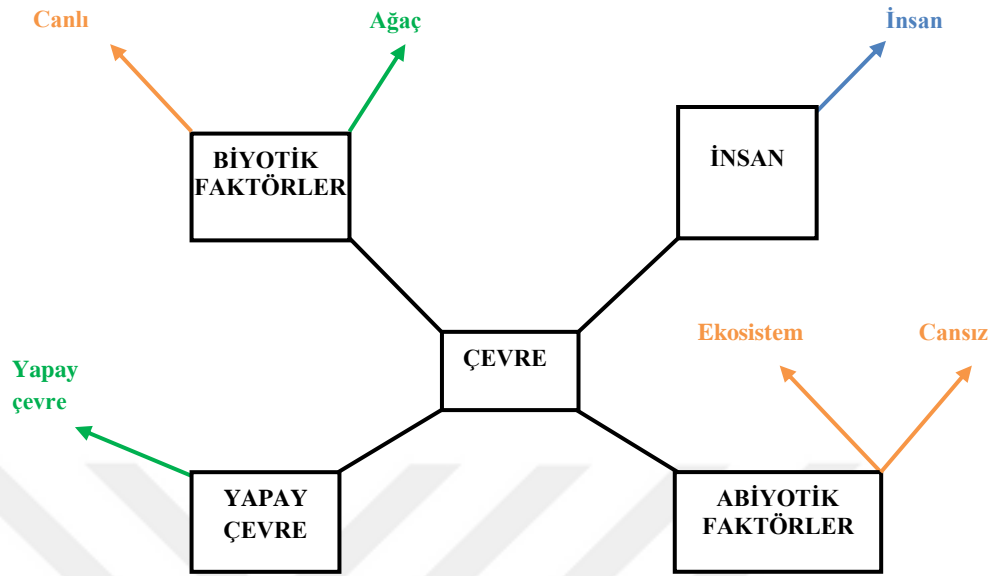 Canlı
Ağaç
İnsan
BİYOTİK
FAKTÖRLER
İNSAN
ÇEVRE
Ekosistem
Cansız
Yapay
çevre
YAPAY
ÇEVRE
ABİYOTİK
FAKTÖRLER